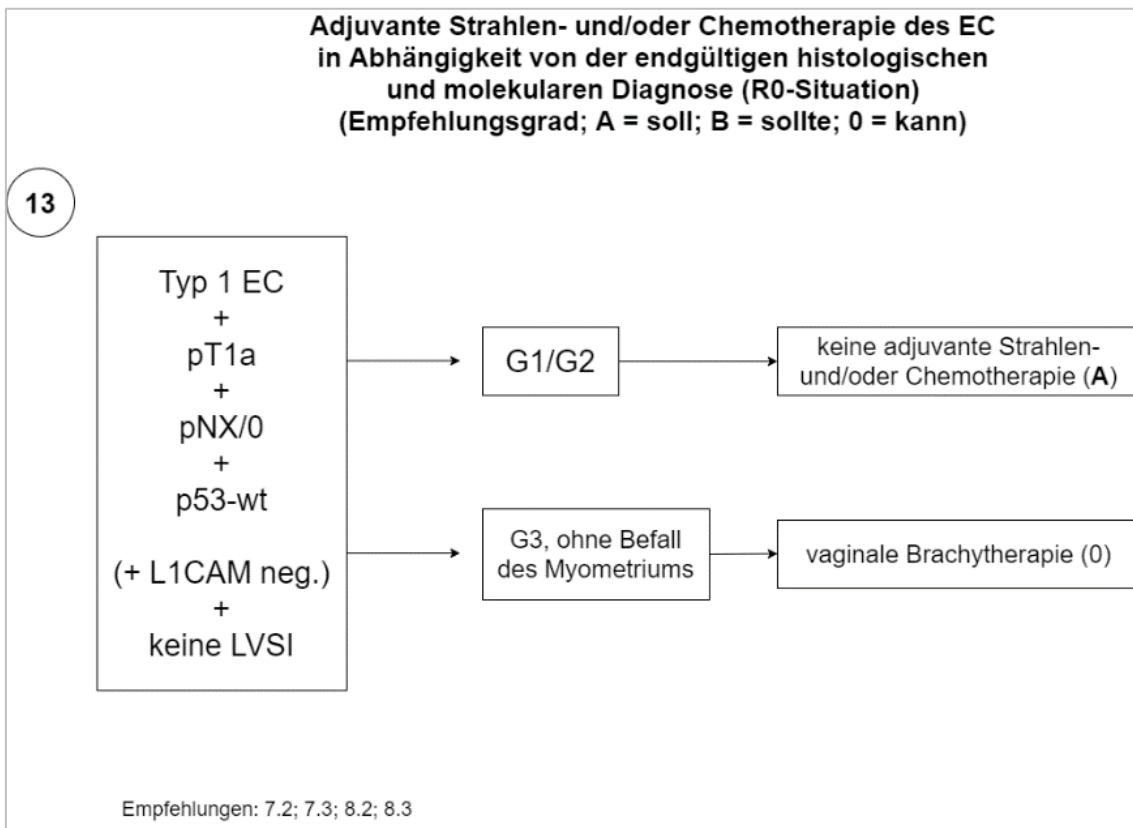 Adjuvante Strahlen- und/oder Chemotherapie des EC
in Abhängigkeit von der endgültigen histologischen
und molekularen Diagnose (R0-Situation)
(Empfehlungsgrad; A = soll; B = sollte; 0 = kann)
13
Typ 1 EC
+
pT1a
+
pNX/0
+
p53-wt
(+ L1CAM neg.)
+
keine LVSI
G1/G2
keine adjuvante Strahlen-
und/oder Chemotherapie (A)
G3, ohne Befall
des Myometriums
vaginale Brachytherapie (0)
Empfehlungen: 7.2; 7.3; 8.2; 8.3